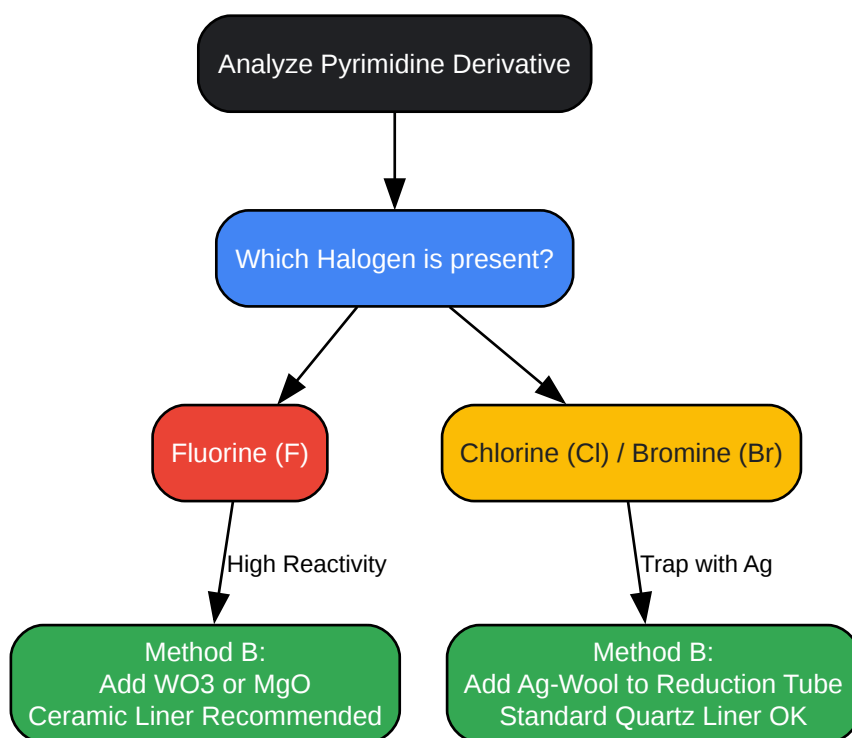 Analyze Pyrimidine Derivative
Which Halogen is present?
Fluorine (F)
Chlorine (Cl) / Bromine (Br)
High Reactivity
Trap with Ag
Method B:
Add WO3 or MgO
Ceramic Liner Recommended
Method B:
Add Ag-Wool to Reduction Tube
Standard Quartz Liner OK